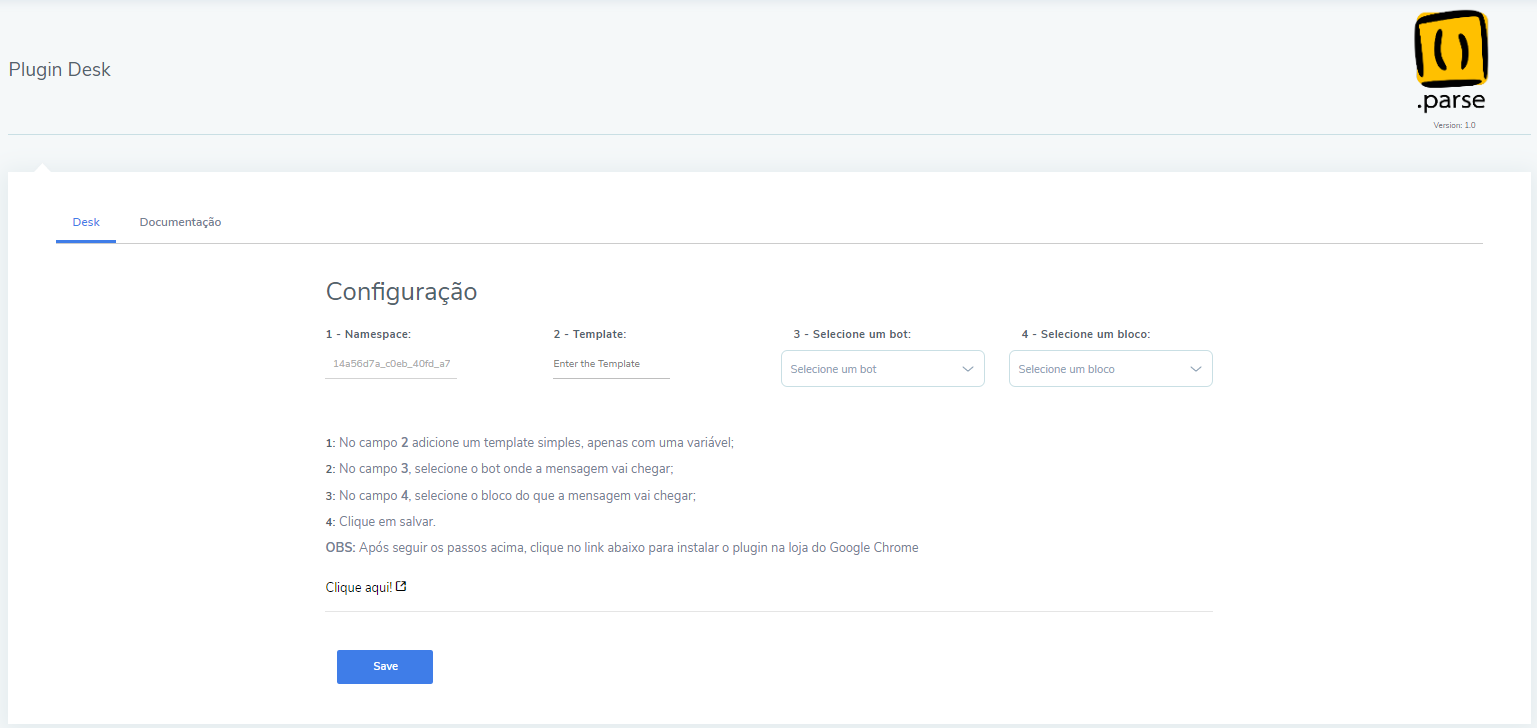 Plugin Desk
.parse
Version: 1.0
Desk Documentação
Configuração
1 - Namespace: 2 - Template: 3 - Selecione um bot: 4 - Selecione um bloco:
14a56d7a_c0eb_40fd_a7 Enter the Template Selecione um bot Selecione um bloco
1: No campo 2 adicione um template simples, apenas com uma variável;
2: No campo 3, selecione o bot onde a mensagem vai chegar;
3: No campo 4, selecione o bloco do que a mensagem vai chegar;
4: Clique em salvar.
OBS: Após seguir os passos acima, clique no link abaixo para instalar o plugin na loja do Google Chrome
Clique aqui!
Save